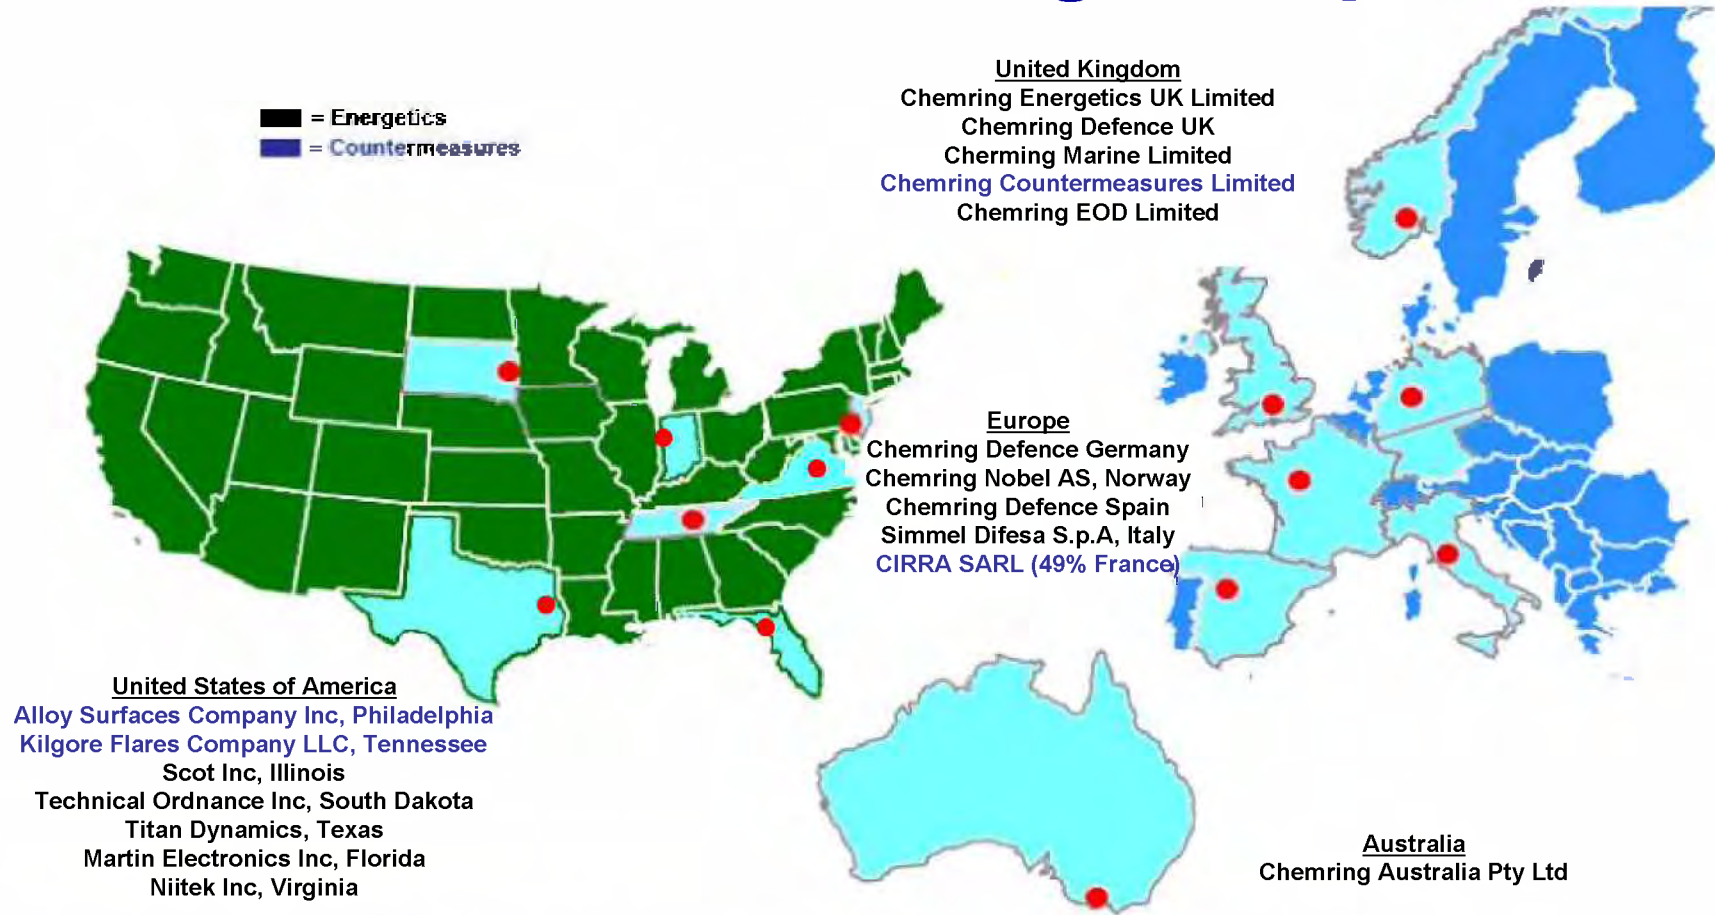 = Energetics
= Countermeasures
United Kingdom
Chemring Energetics UK Limited
Chemring Defence UK
Cherming Marine Limited
Chemring Countermeasures Limited
Chemring EOD Limited
Europe
Chemring Defence Germany
Chemring Nobel AS, Norway
Chemring Defence Spain
Simmel Difesa S.p.A, Italy
CIRRA SARL (49% France)
United States of America
Alloy Surfaces Company Inc, Philadelphia
Kilgore Flares Company LLC, Tennessee
Scot Inc, Illinois
Technical Ordnance Inc, South Dakota
Titan Dynamics, Texas
Martin Electronics Inc, Florida
Niitek Inc, Virginia
Australia
Chemring Australia Pty Ltd